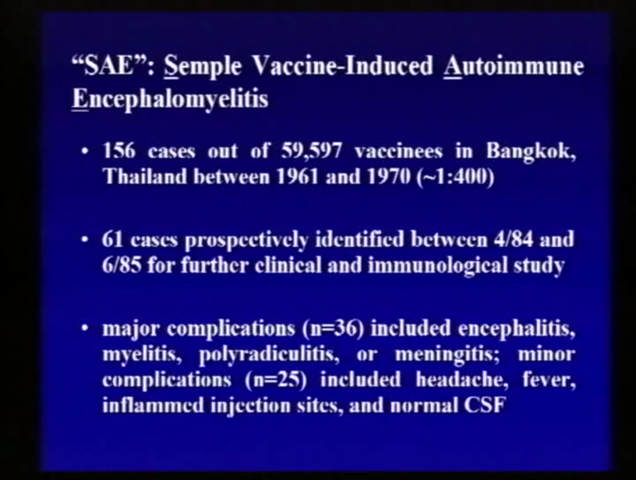 “SAE”: Semple Vaccine-Induced Autoimmune
Encephalomyelitis
• 156 cases out of 59,597 vaccinees in Bangkok,
Thailand between 1961 and 1970 (~1:400)
• 61 cases prospectively identified between 4/84 and
6/85 for further clinical and immunological study
• major complications (n=36) included encephalitis,
myelitis, polyradiculitis, or meningitis; minor
complications (n=25) included headache, fever,
inflammed injection sites, and normal CSF